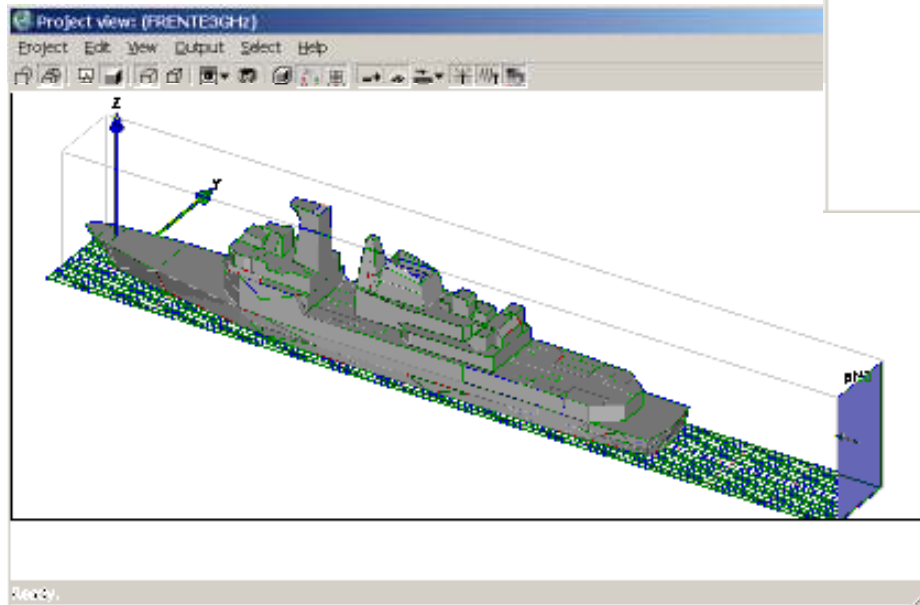 Project view: (FRENTE3GHz)
Project Edit View Output Select Help
Z
Y
Ready.